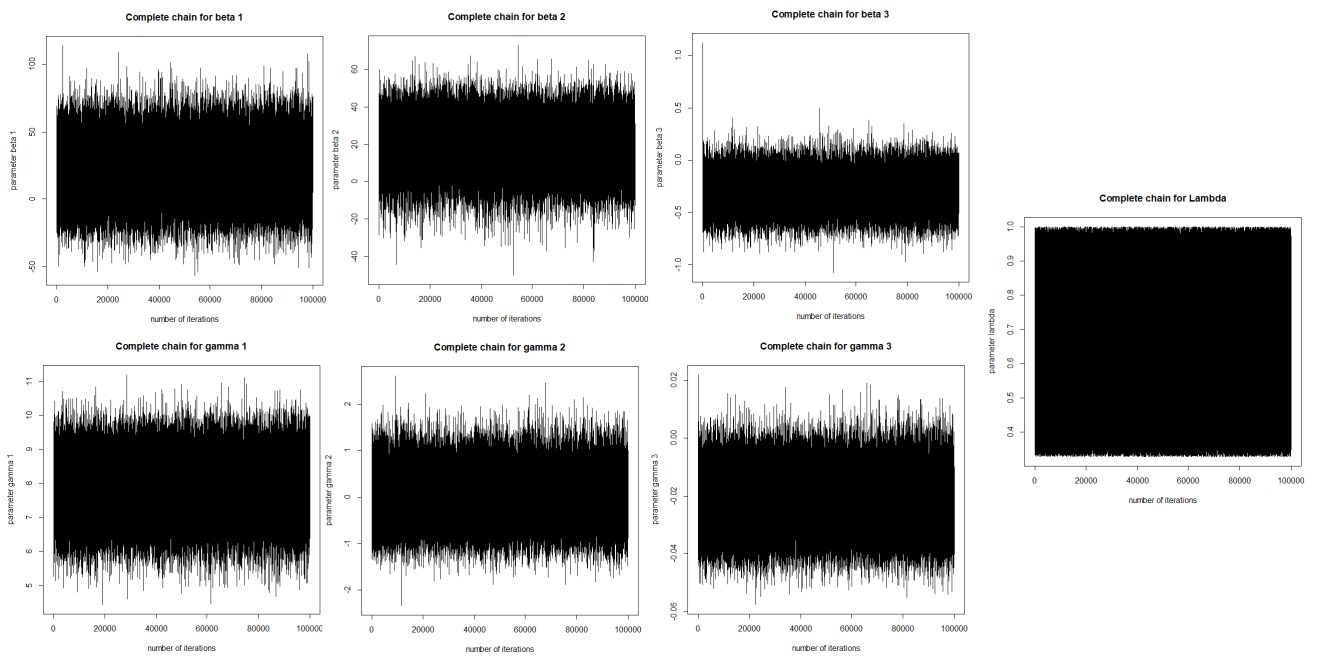 Complete chain for beta 1
parameter beta 1
100
50
0
-50
0 20000 40000 60000 80000 100000
number of iterations
Complete chain for beta 2
parameter beta 2
60
40
20
0
-20
-40
0 20000 40000 60000 80000 100000
number of iterations
Complete chain for beta 3
parameter beta 3
1.0
0.5
0.0
-0.5
-1.0
0 20000 40000 60000 80000 100000
number of iterations
Complete chain for Lambda
parameter lambda
1.0
0.9
0.8
0.7
0.6
0.5
0.4
0 20000 40000 60000 80000 100000
number of iterations
Complete chain for gamma 1
parameter gamma 1
11
10
9
8
7
6
5
0 20000 40000 60000 80000 100000
number of iterations
Complete chain for gamma 2
parameter gamma 2
2
1
0
-1
-2
0 20000 40000 60000 80000 100000
number of iterations
Complete chain for gamma 3
parameter gamma 3
0.02
0.00
-0.02
-0.04
-0.06
0 20000 40000 60000 80000 100000
number of iterations